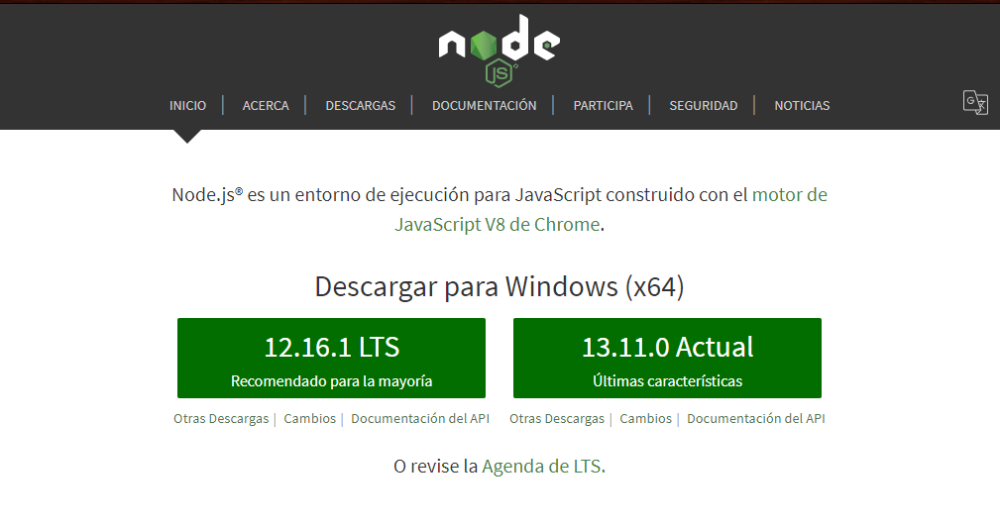 node
JS
INICIO | ACERCA | DESCARGAS | DOCUMENTACIÓN | PARTICIPA | SEGURIDAD | NOTICIAS
Node.js® es un entorno de ejecución para JavaScript construido con el motor de
JavaScript V8 de Chrome.
Descargar para Windows (x64)
12.16.1 LTS
Recomendado para la mayoría
13.11.0 Actual
Últimas características
Otras Descargas | Cambios | Documentación del API
Otras Descargas | Cambios | Documentación del API
O revise la Agenda de LTS.